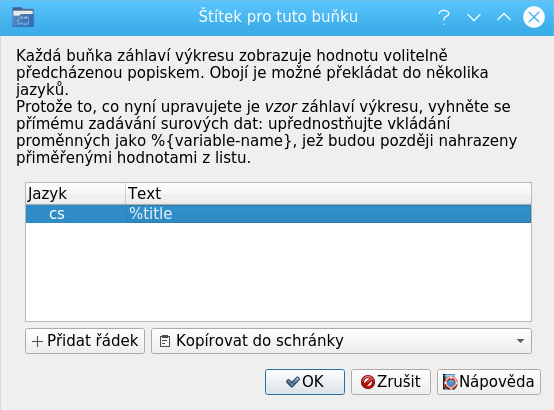 Štítek pro tuto buňku
Každá buňka záhlaví výkresu zobrazuje hodnotu volitelně
předcházenou popiskem. Obojí je možné překládat do několika
jazyků.
Protože to, co nyní upravujete je vzor záhlaví výkresu, vyhněte se
přímému zadávání surových dat: upřednostňujte vkládání
proměnných jako %{variable-name}, jež budou později nahrazeny
přiměřenými hodnotami z listu.
Jazyk Text
cs %title
Přidat řádek Kopírovat do schránky
OK Zrušit Nápověda